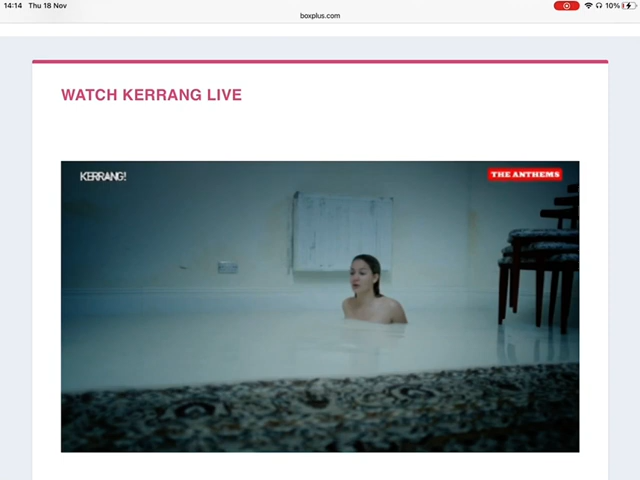 14:14 Thu 18 Nov
10%
boxplus.com
WATCH KERRANG LIVE
KERRANG!
THE ANTHEMS